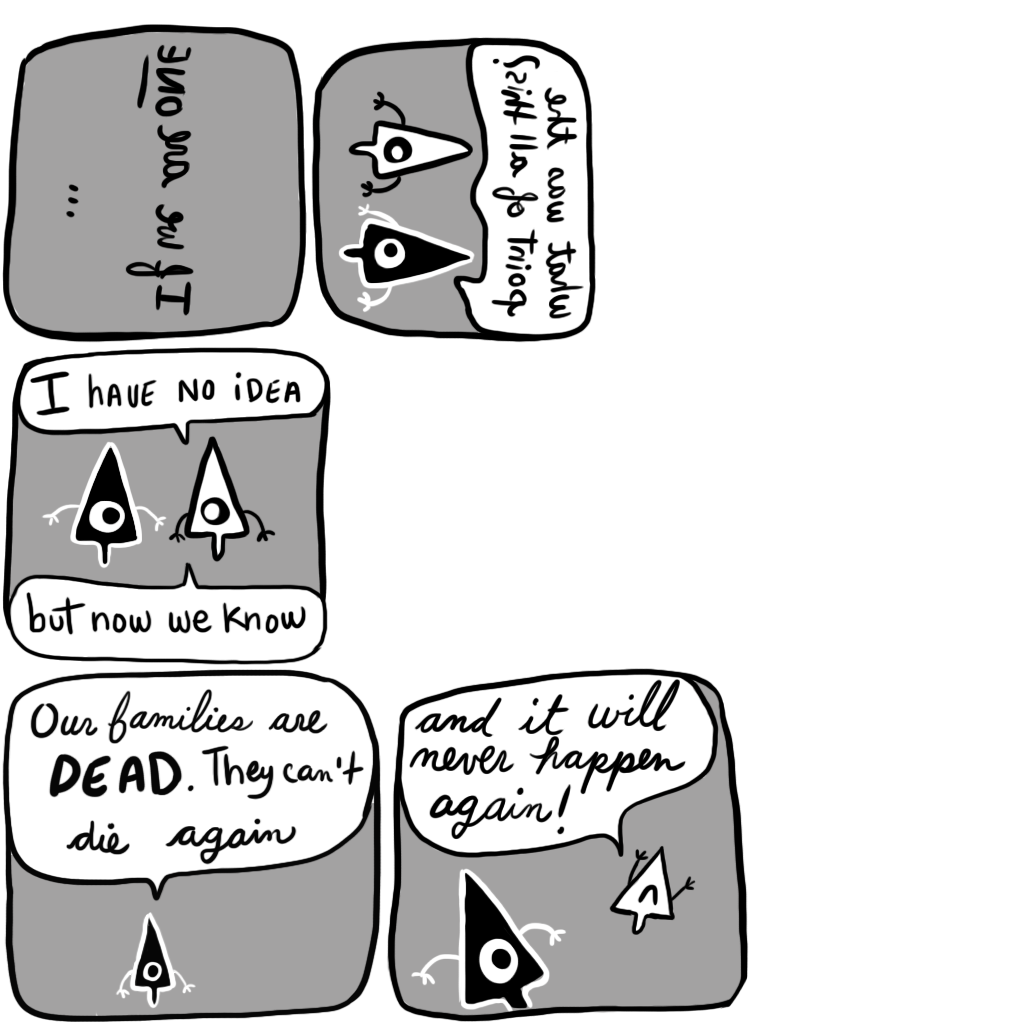 If we are ONE
...
what was the
point of all this?
I HAVE NO iDEA
but now we know
Our families are
DEAD. They can't
die again
and it will
never happen
again!